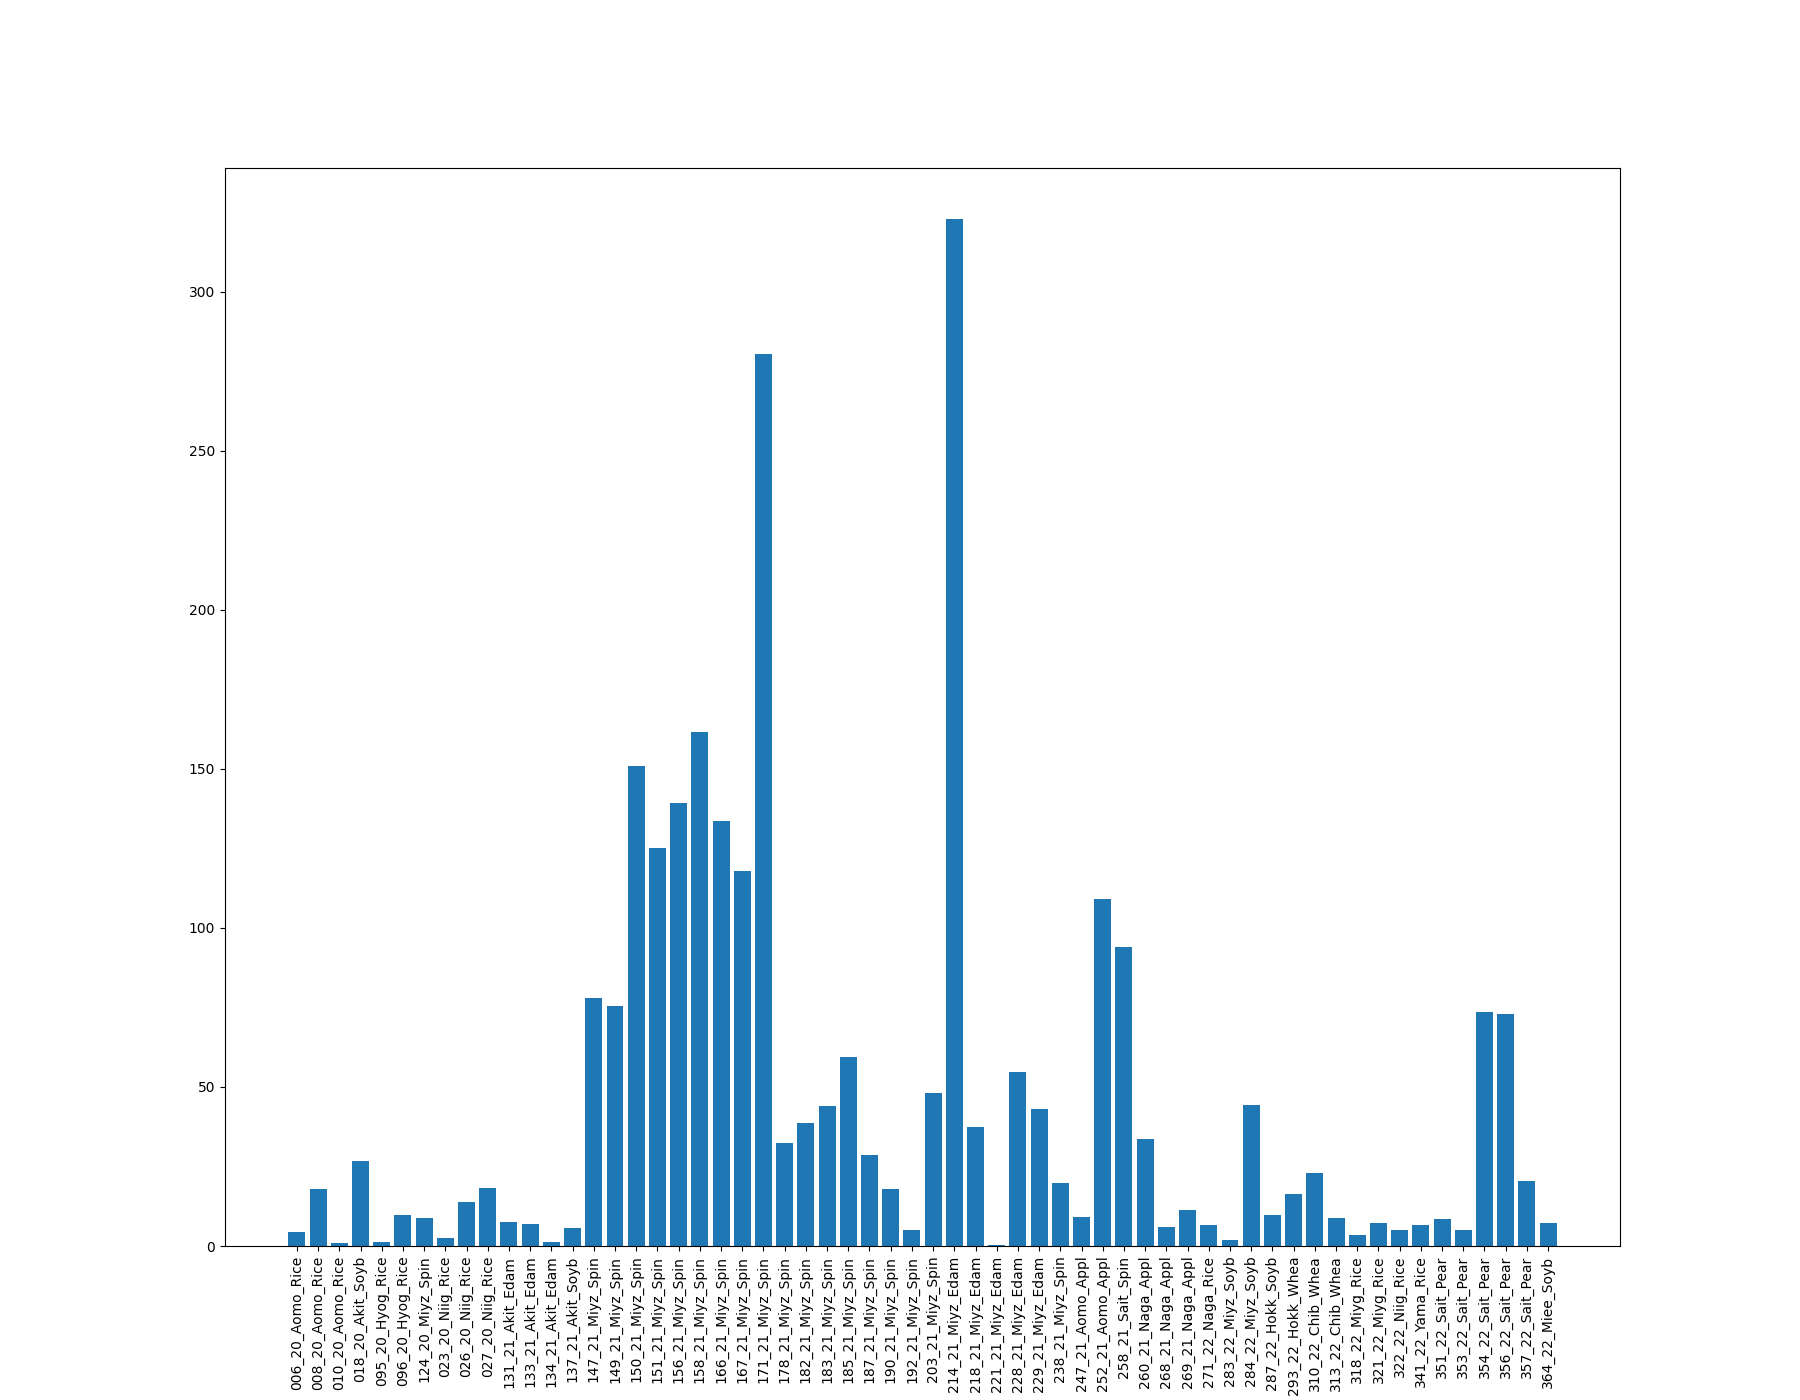 300
250
200
150
100
50
0
006_20_Aomo_Rice
008_20_Aomo_Rice
010_20_Aomo_Rice
018_20_Akit_Soyb
095_20_Hyog_Rice
096_20_Hyog_Rice
124_20_Miyz_Spin
023_20_Niig_Rice
026_20_Niig_Rice
027_20_Niig_Rice
131_21_Akit_Edam
133_21_Akit_Edam
134_21_Akit_Edam
137_21_Akit_Soyb
147_21_Miyz_Spin
149_21_Miyz_Spin
150_21_Miyz_Spin
151_21_Miyz_Spin
156_21_Miyz_Spin
158_21_Miyz_Spin
166_21_Miyz_Spin
167_21_Miyz_Spin
171_21_Miyz_Spin
178_21_Miyz_Spin
182_21_Miyz_Spin
183_21_Miyz_Spin
185_21_Miyz_Spin
187_21_Miyz_Spin
190_21_Miyz_Spin
192_21_Miyz_Spin
203_21_Miyz_Spin
214_21_Miyz_Edam
218_21_Miyz_Edam
221_21_Miyz_Edam
228_21_Miyz_Edam
229_21_Miyz_Edam
238_21_Miyz_Spin
247_21_Aomo_Appl
252_21_Aomo_Appl
258_21_Sait_Spin
260_21_Naga_Appl
268_21_Naga_Appl
269_21_Naga_Appl
271_22_Naga_Rice
283_22_Miyz_Soyb
284_22_Miyz_Soyb
287_22_Hokk_Soyb
293_22_Hokk_Whea
310_22_Chib_Whea
313_22_Chib_Whea
318_22_Miyg_Rice
321_22_Miyg_Rice
322_22_Niig_Rice
341_22_Yama_Rice
351_22_Sait_Pear
353_22_Sait_Pear
354_22_Sait_Pear
356_22_Sait_Pear
357_22_Sait_Pear
364_22_Miee_Soyb